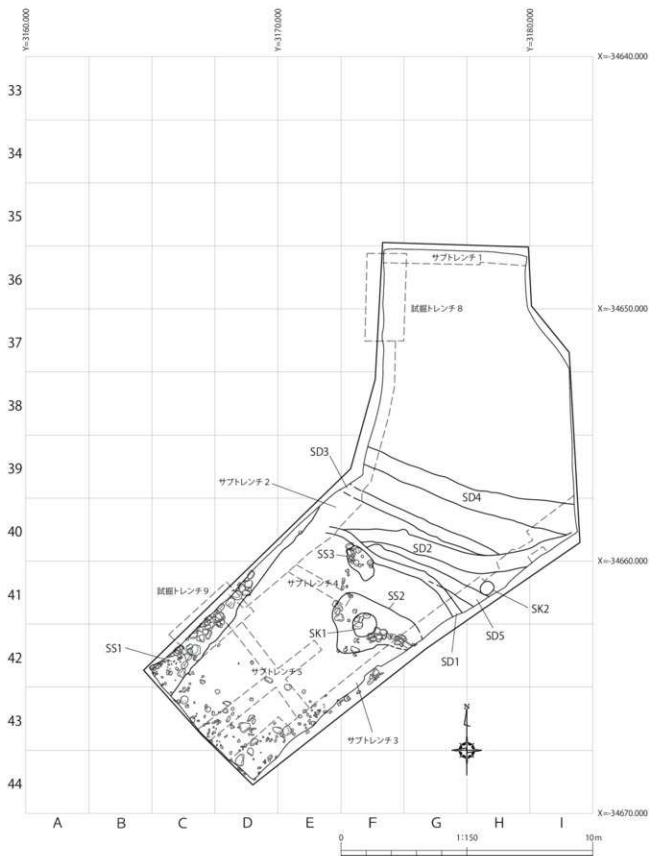 Y=3160.000
Y=3170.000
Y=3180.000
X=-34640.000
33
34
35
36
サブトレンチ 1
試掘トレンチ 8
X=-34650.000
37
38
39
SD3
サブトレンチ 2
SD4
40
SD2
SS3
X=-34660.000
試掘トレンチ 9
サブトレンチ 4
41
SS2
SK2
SK1
SD5
SS1
SD1
42
サブトレンチ 5
43
サブトレンチ 3
N
44
X=-34670.000
A B C D E F G H I
0 1:150 10m